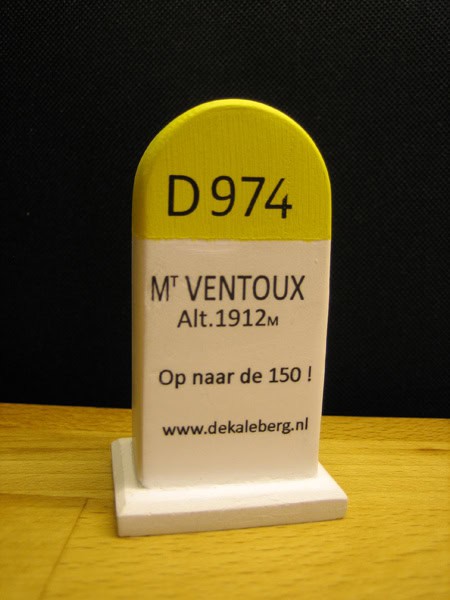 D 974
Mᵀ VENTOUX
Alt.1912M
Op naar de 150 !
www.dekaleberg.nl